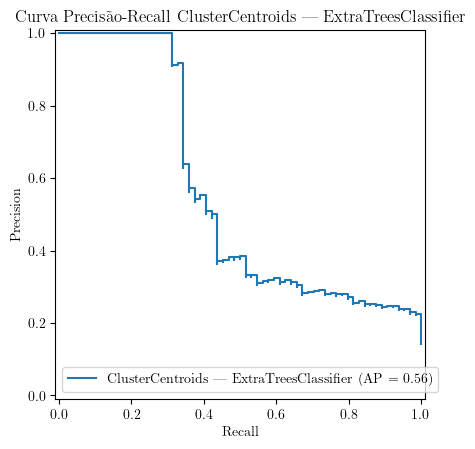 Curva Precisão-Recall ClusterCentroids — ExtraTreesClassifier
1.0
0.8
0.6
0.4
0.2
0.0
Precision
ClusterCentroids — ExtraTreesClassifier (AP = 0.56)
0.0 0.2 0.4 0.6 0.8 1.0
Recall